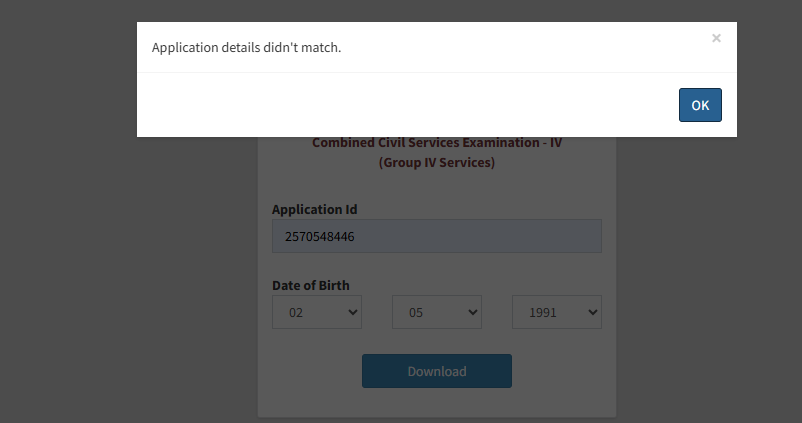 Application details didn't match.
×
OK
Combined Civil Services Examination - IV
(Group IV Services)
Application Id
2570548446
Date of Birth
02 05 1991
Download